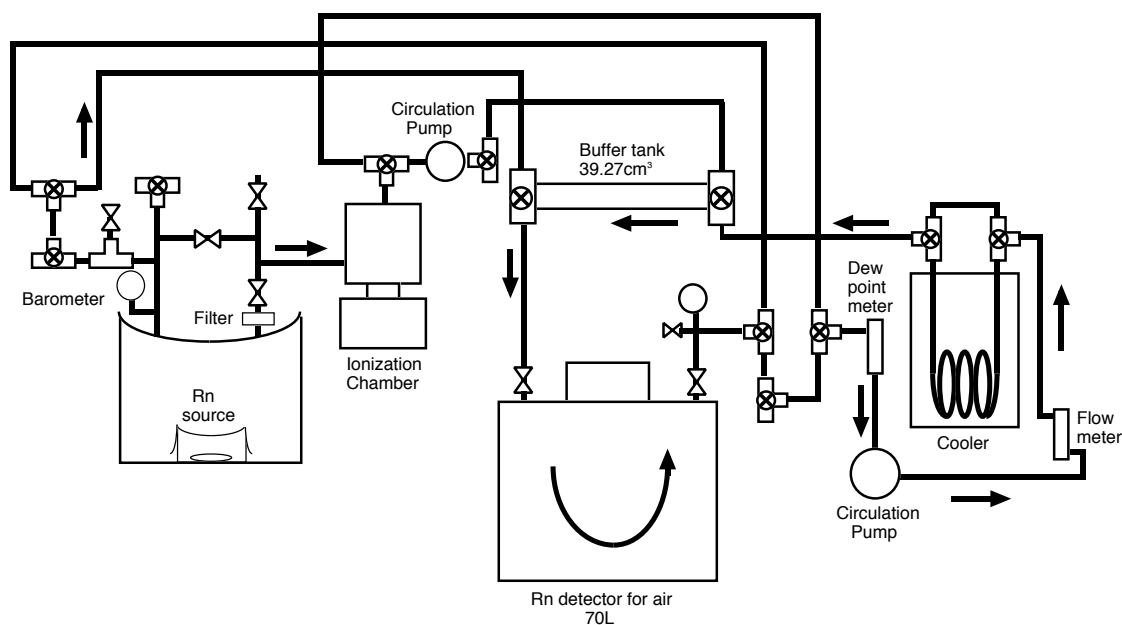 Circulation
Pump
Buffer tank
39.27cm³
Barometer
Filter
Ionization
Chamber
Rn
source
Dew
point
meter
Cooler
Flow
meter
Circulation
Pump
Rn detector for air
70L